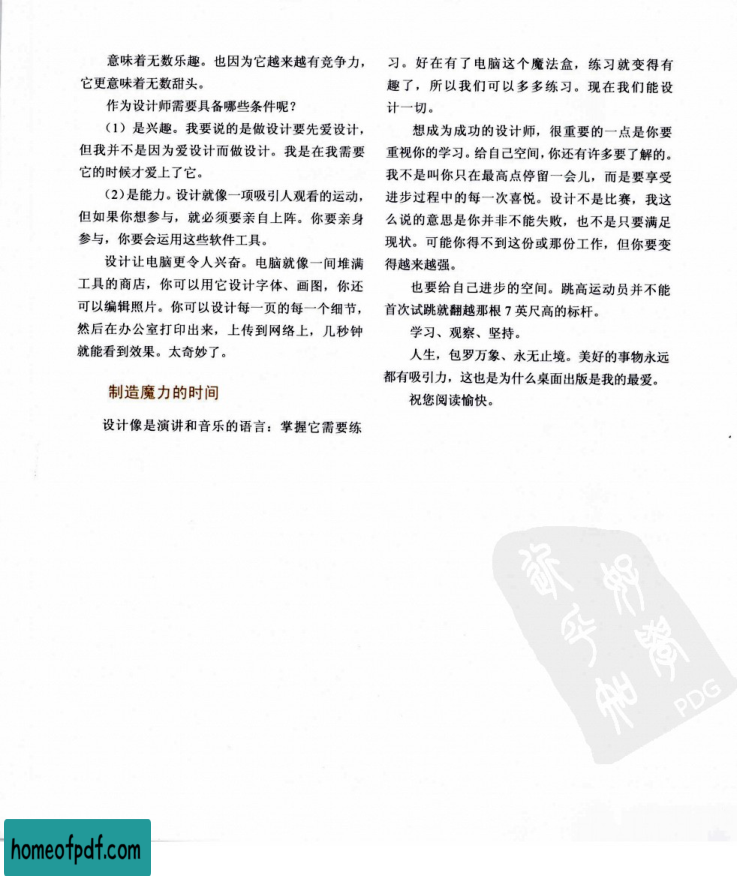 意味着无数乐趣。也因为它越来越有竞争力，
它更意味着无数甜头。
作为设计师需要具备哪些条件呢？
（1）是兴趣。我要说的是做设计要先爱设计，
但我并不是因为爱设计而做设计。我是在我需要
它的时候才爱上了它。
（2）是能力。设计就像一项吸引人观看的运动，
但如果你想参与，就必须要亲自上阵。你要亲身
参与，你要会运用这些软件工具。
设计让电脑更令人兴奋。电脑就像一间堆满
工具的商店，你可以用它设计字体、画图，你还
可以编辑照片。你可以设计每一页的每一个细节，
然后在办公室打印出来，上传到网络上，几秒钟
就能看到效果。太奇妙了。
制造魔力的时间
设计像是演讲和音乐的语言：掌握它需要练
习。好在有了电脑这个魔法盒，练习就变得有
趣了，所以我们可以多多练习。现在我们能设
计一切。
想成为成功的设计师，很重要的一点是你要
重视你的学习。给自己空间，你还有许多要了解的。
我不是叫你只在最高点停留一会儿，而是要享受
进步过程中的每一次喜悦。设计不是比赛，我这
么说的意思是你并非不能失败，也不是只要满足
现状。可能你得不到这份或那份工作，但你要变
得越来越强。
也要给自己进步的空间。跳高运动员并不能
首次试跳就翻越那根 7 英尺高的标杆。
学习、观察、坚持。
人生，包罗万象、永无止境。美好的事物永远
都有吸引力，这也是为什么桌面出版是我的最爱。
祝您阅读愉快。
好學
PDG
homeofpdf.com